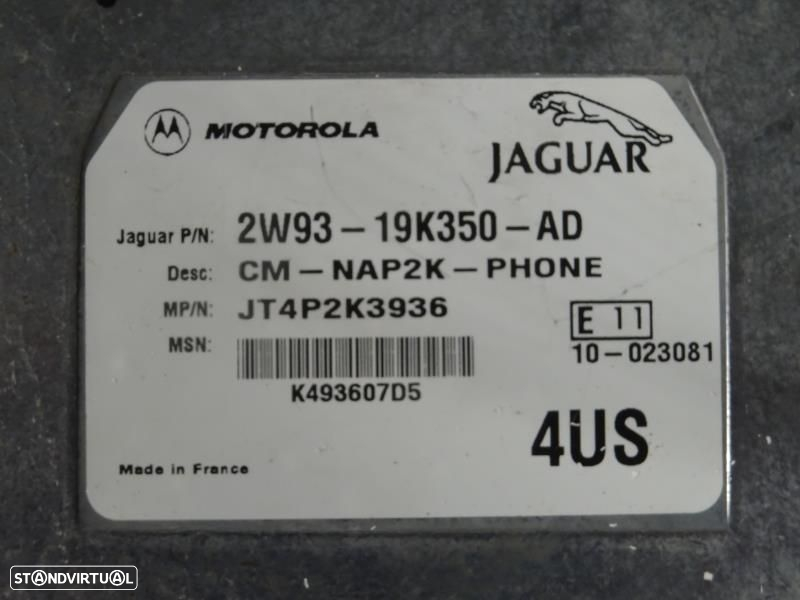 MOTOROLA
JAGUAR
Jaguar P/N: 2W93-19K350-AD
Desc: CM-NAP2K-PHONE
MP/N: JT4P2K3936
E 11
MSN:
10-023081
K493607D5
4US
Made in France
STANDVIRTUAL